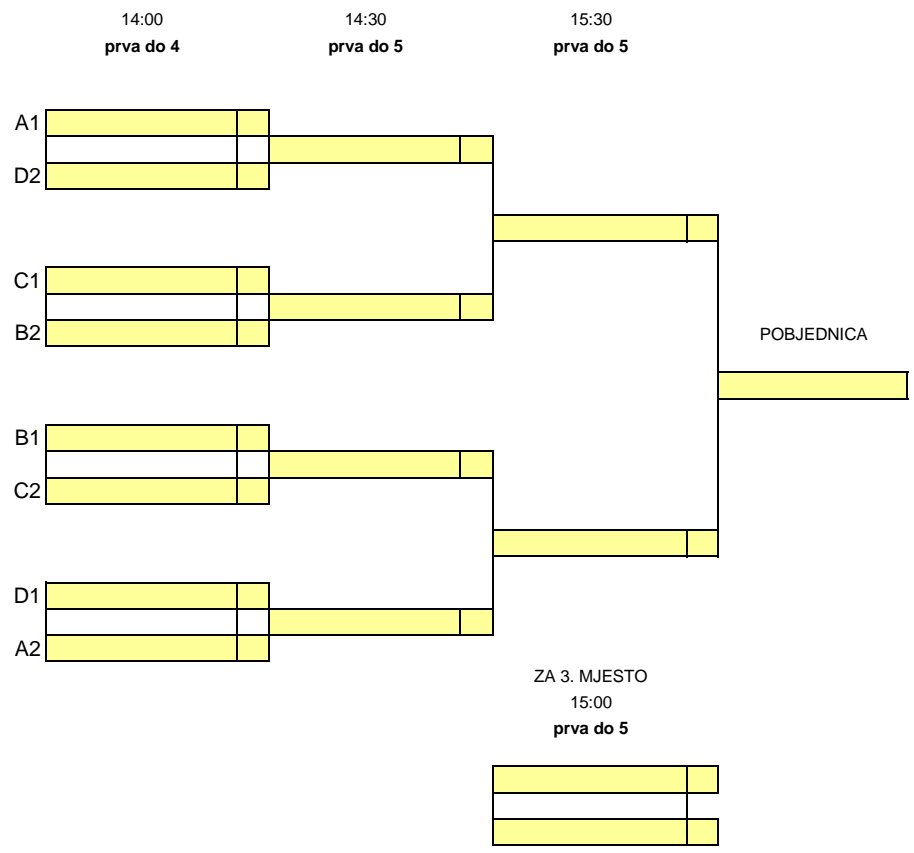 14:00 14:30 15:30
prva do 4 prva do 5 prva do 5
A1
D2
C1
B2
POBJEDNICA
B1
C2
D1
A2
ZA 3. MJESTO
15:00
prva do 5